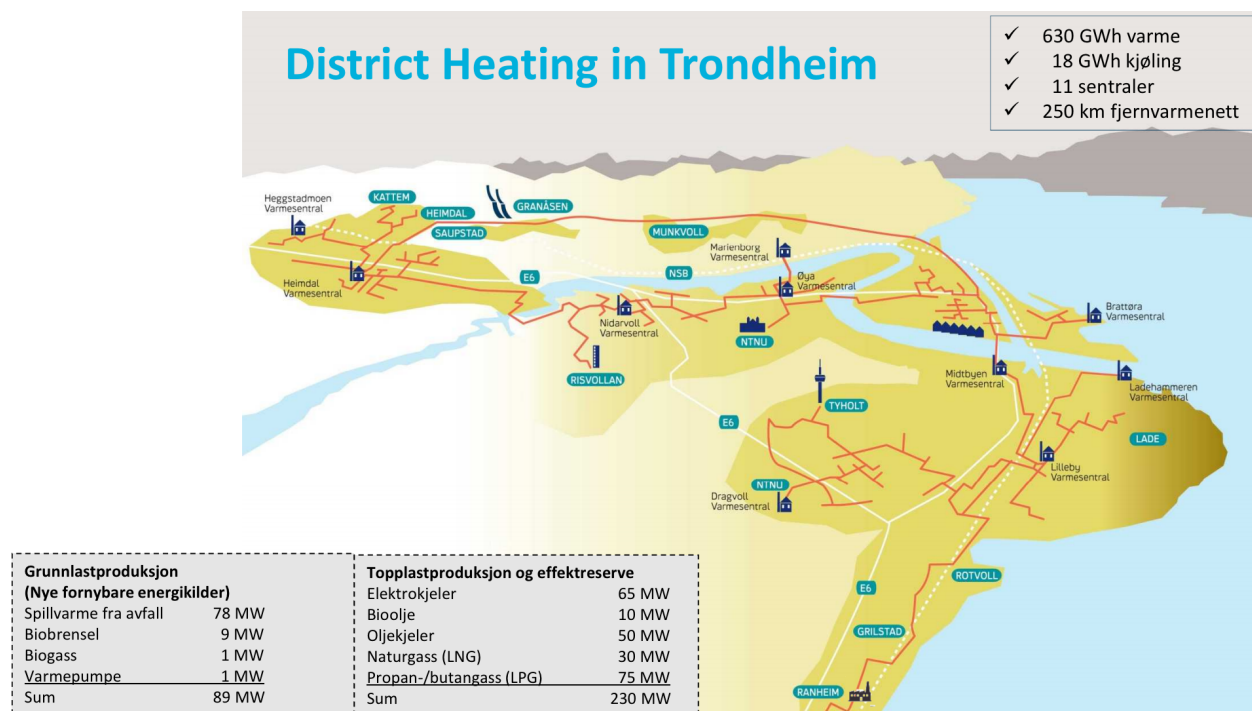 District Heating in Trondheim
✓ 630 GWh varme
✓ 18 GWh kjøling
✓ 11 sentraler
✓ 250 km fjernvarmenett
Heggstadmoen
Varmesentral
KATTEM
HEIMDAL
SAUPSTAD
GRANÅSEN
MUNKVOLL
Marienborg
Varmesentral
NSB
E6
Øya
Varmesentral
Heimdal
Varmesentral
Nidarvoll
Varmesentral
NTNU
RISVOLLAN
Brattøra
Varmesentral
Midtbyen
Varmesentral
Ladehammeren
Varmesentral
TYHOLT
E6
LADE
Lilleby
Varmesentral
NTNU
Dragvoll
Varmesentral
ROTVOLL
E6
GRILSTAD
RANHEIM
Grunnlastproduksjon
(Nye fornybare energikilder)
Spillvarme fra avfall 78 MW
Biobrensel 9 MW
Biogass 1 MW
Varmepumpe 1 MW
Sum 89 MW
Topplastproduksjon og effektreserve
Elektrokjeler 65 MW
Bioolje 10 MW
Oljekjeler 50 MW
Naturgass (LNG) 30 MW
Propan-/butangass (LPG) 75 MW
Sum 230 MW